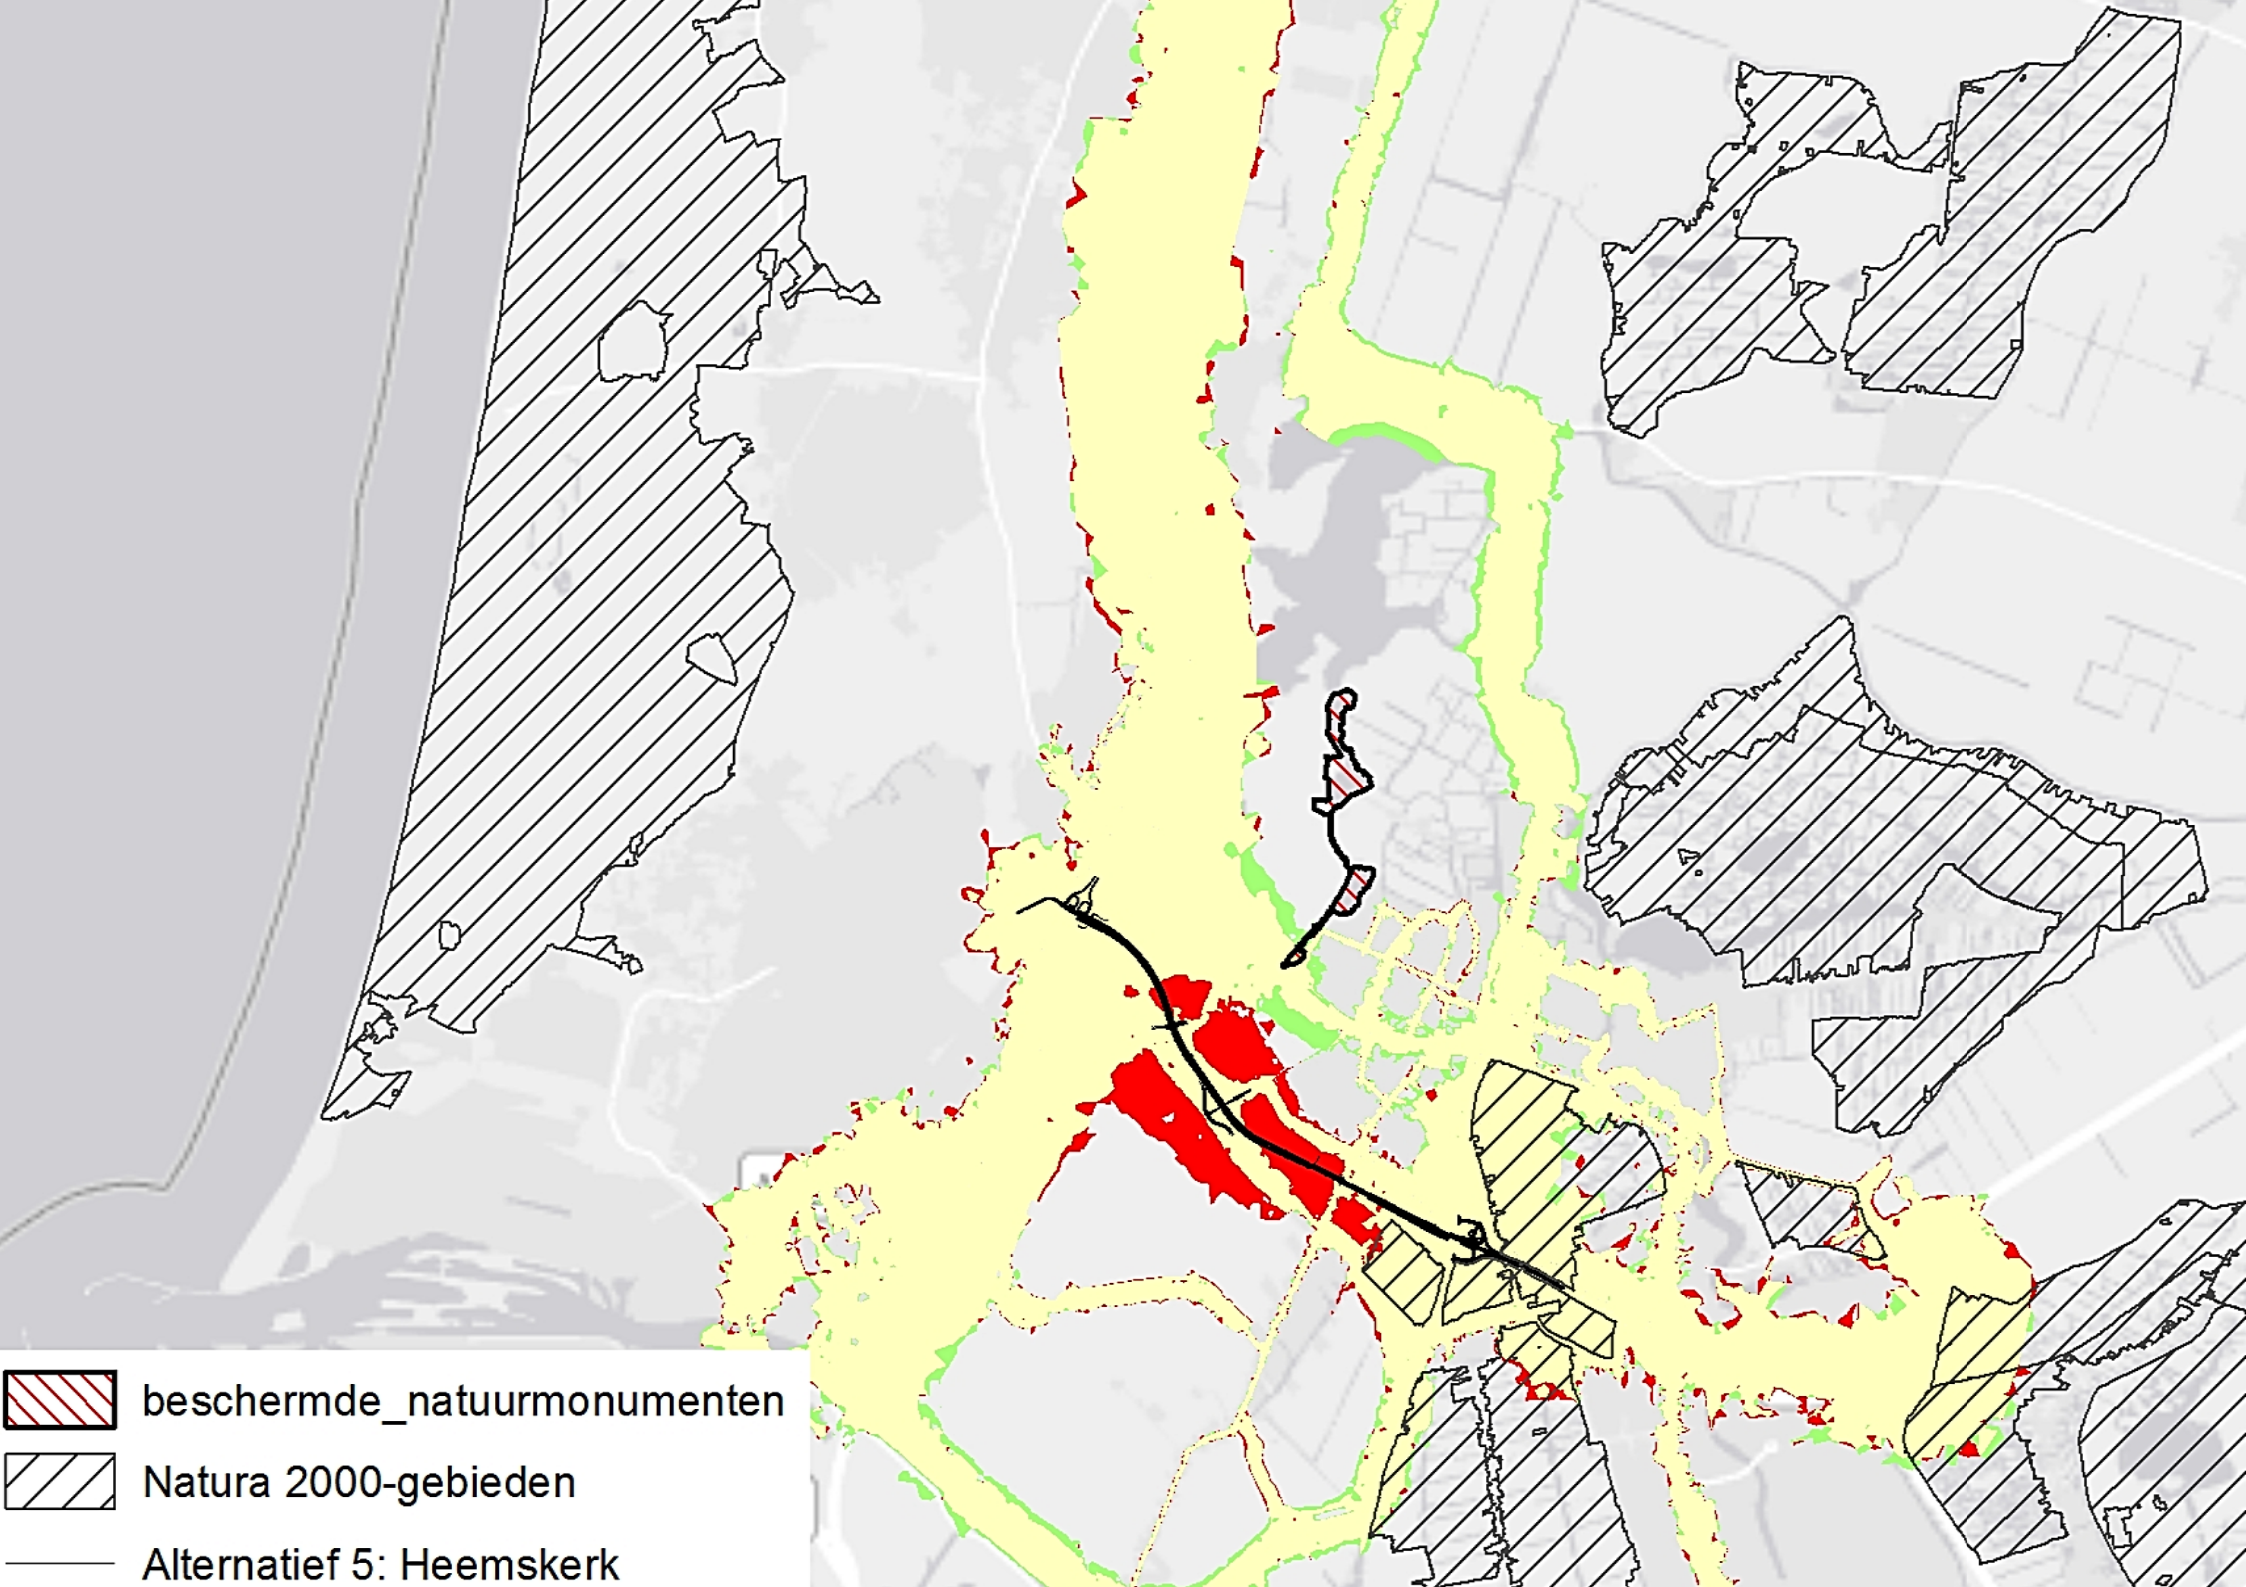 beschermde_natuurmonumenten
Natura 2000-gebieden
Alternatief 5: Heemskerk